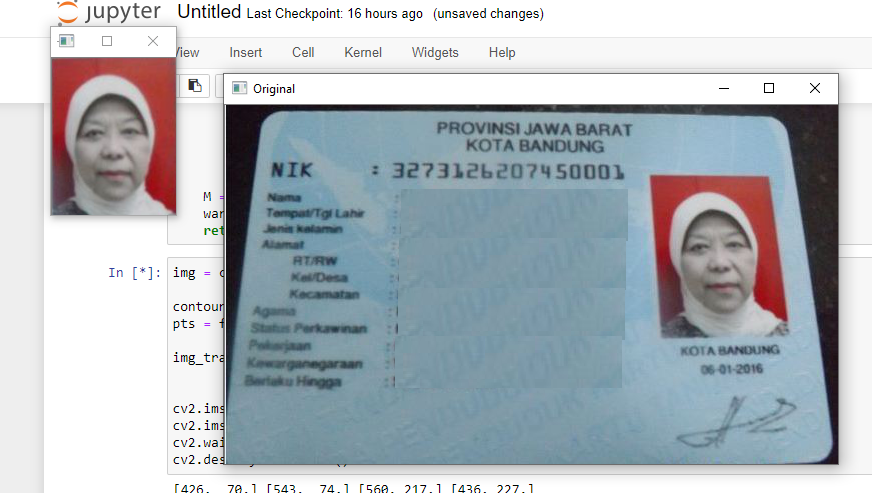 jupyter Untitled Last Checkpoint: 16 hours ago (unsaved changes)
View Insert Cell Kernel Widgets Help
Original
M =
war
ret
In [*]: img = c
contour
pts = f
img_tra
cv2.ims
cv2.ims
cv2.wai
cv2.des
[426. 70.] [543. 74.] [560. 217.] [436. 227.]
PROVINSI JAWA BARAT
KOTA BANDUNG
NIK : 3273126207450001
Nama :
Tempat/Tgl Lahir :
Jenis kelamin :
Alamat :
RT/RW :
Kel/Desa :
Kecamatan :
Agama :
Status Perkawinan :
Pekerjaan :
Kewarganegaraan :
Berlaku Hingga :
KOTA BANDUNG
06-01-2016